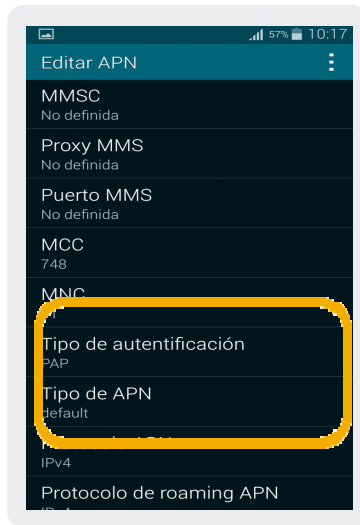 57% 10:17
Editar APN
MMSC
No definida
Proxy MMS
No definida
Puerto MMS
No definida
MCC
748
MNC
Tipo de autentificación
PAP
Tipo de APN
default
APN
IPv4
Protocolo de roaming APN